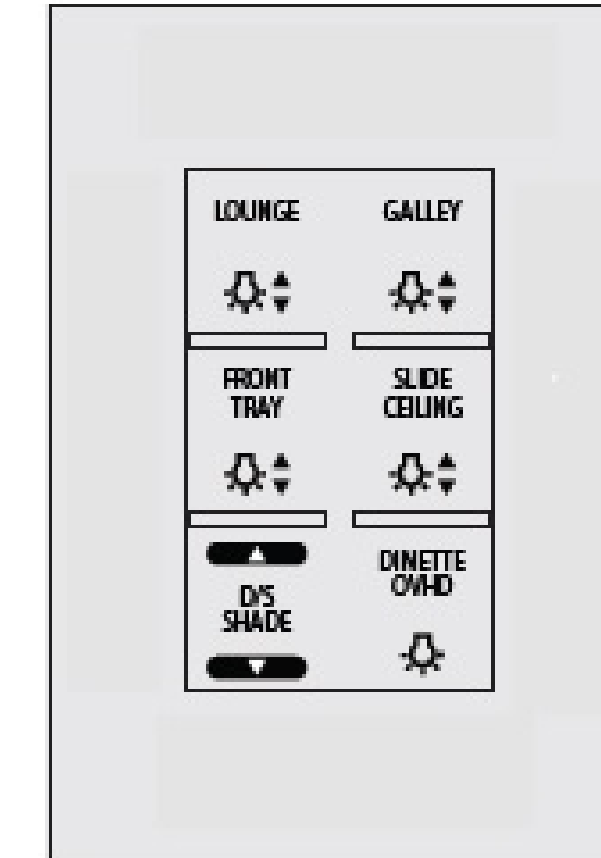 LOUNGE
GALLEY
FRONT
TRAY
SLIDE
CEILING
D/S
SHADE
DINETTE
OVHD